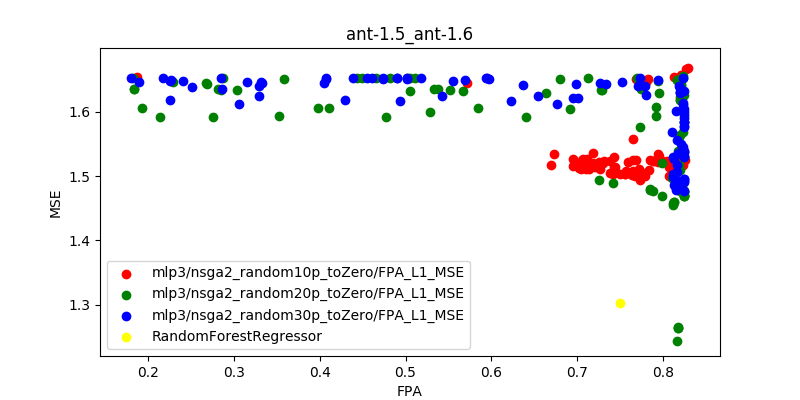 ant-1.5_ant-1.6
MSE
1.6
1.5
1.4
1.3
mlp3/nsga2_random10p_toZero/FPA_L1_MSE
mlp3/nsga2_random20p_toZero/FPA_L1_MSE
mlp3/nsga2_random30p_toZero/FPA_L1_MSE
RandomForestRegressor
0.2 0.3 0.4 0.5 0.6 0.7 0.8
FPA